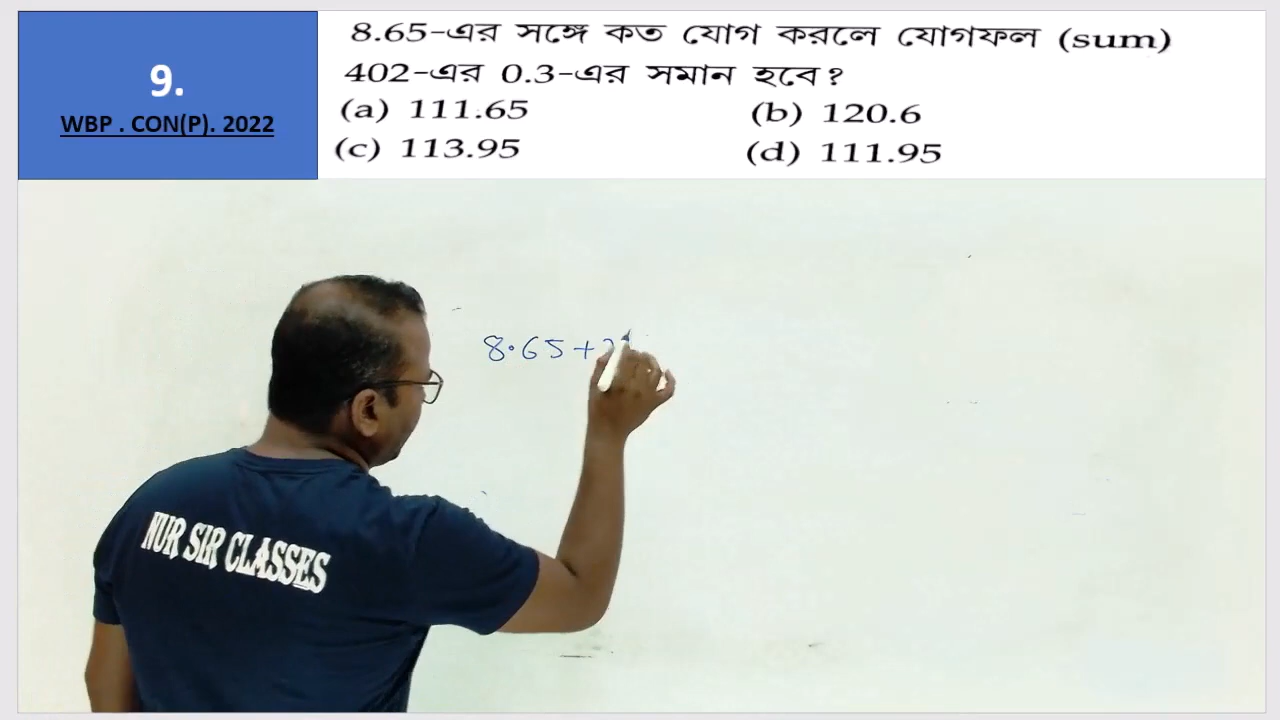 9.
WBP . CON(P). 2022
8.65-এর সঙ্গে কত যোগ করলে যোগফল (sum)
402-এর 0.3-এর সমান হবে?
(a) 111.65 (b) 120.6
(c) 113.95 (d) 111.95
8.65+
NUR SIR CLASSES